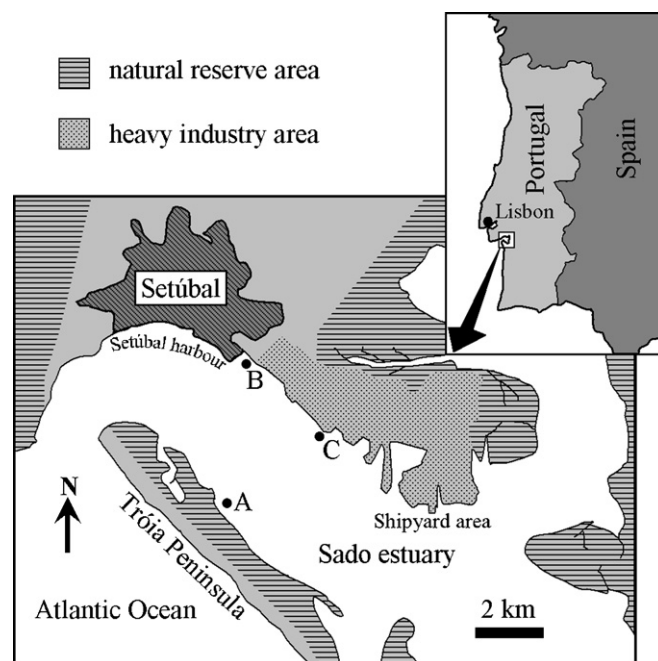 natural reserve area
heavy industry area
Portugal
Spain
Lisbon
Setúbal
Setúbal harbour
B
C
A
N
Tróia Peninsula
Shipyard area
Sado estuary
Atlantic Ocean
2 km